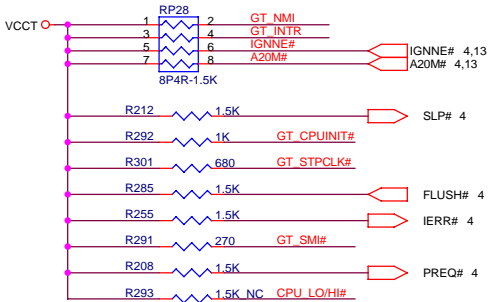 RP28
VCCT 1 2 GT_NMI
3 4 GT_INTR
5 6 IGNNE# IGNNE# 4,13
7 8 A20M# A20M# 4,13
8P4R-1.5K
R212 1.5K SLP# 4
R292 1K GT_CPUINIT#
R301 680 GT_STPCLK#
R285 1.5K FLUSH# 4
R255 1.5K IERR# 4
R291 270 GT_SMI#
R208 1.5K PREQ# 4
R293 1.5K_NC CPU_LO/HI#